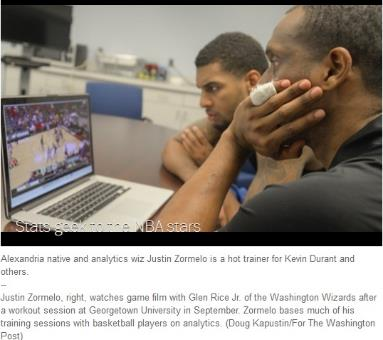 Stats geek to the NBA stars
Alexandria native and analytics wiz Justin Zormelo is a hot trainer for Kevin Durant and
others.
--
Justin Zormelo, right, watches game film with Glen Rice Jr. of the Washington Wizards after
a workout session at Georgetown University in September. Zormelo bases much of his
training sessions with basketball players on analytics. (Doug Kapustin/For The Washington
Post)